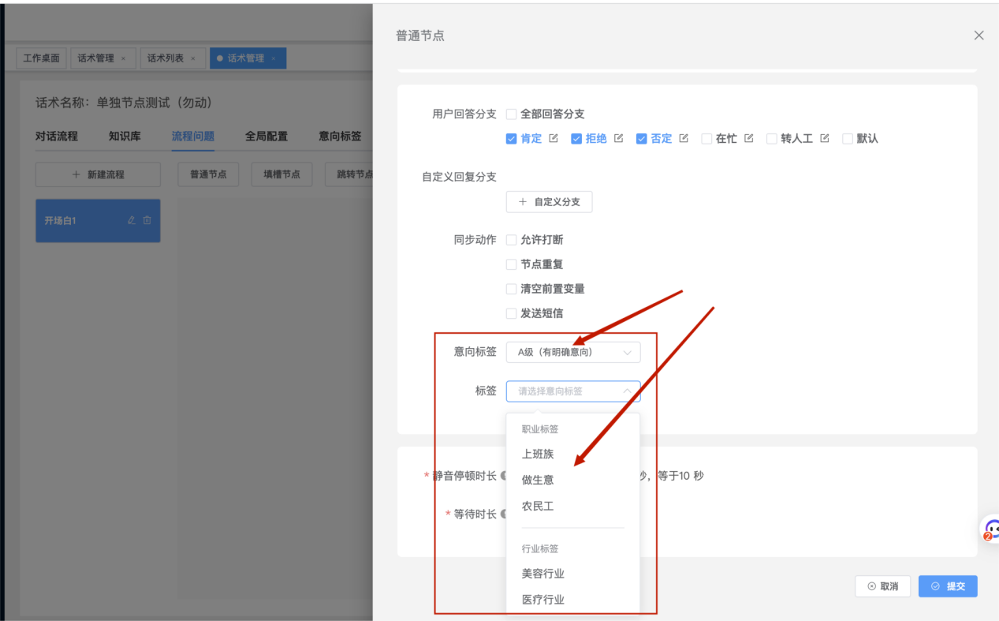 普通节点
工作桌面 话术管理 × 话术列表 × 话术管理 ×
话术名称：单独节点测试（勿动）
对话流程 知识库 流程问题 全局配置 意向标签
+ 新建流程 普通节点 填槽节点 跳转节点
开场白1
用户回答分支 全部回答分支
肯定 拒绝 否定 在忙 转人工 默认
自定义回复分支
+ 自定义分支
同步动作 允许打断
节点重复
清空前置变量
发送短信
意向标签 A级（有明确意向）
标签 请选择意向标签
职业标签
上班族
* 静音停顿时长 秒，等于10 秒
做生意
农民工
* 等待时长
行业标签
美容行业
医疗行业
取消 提交
2